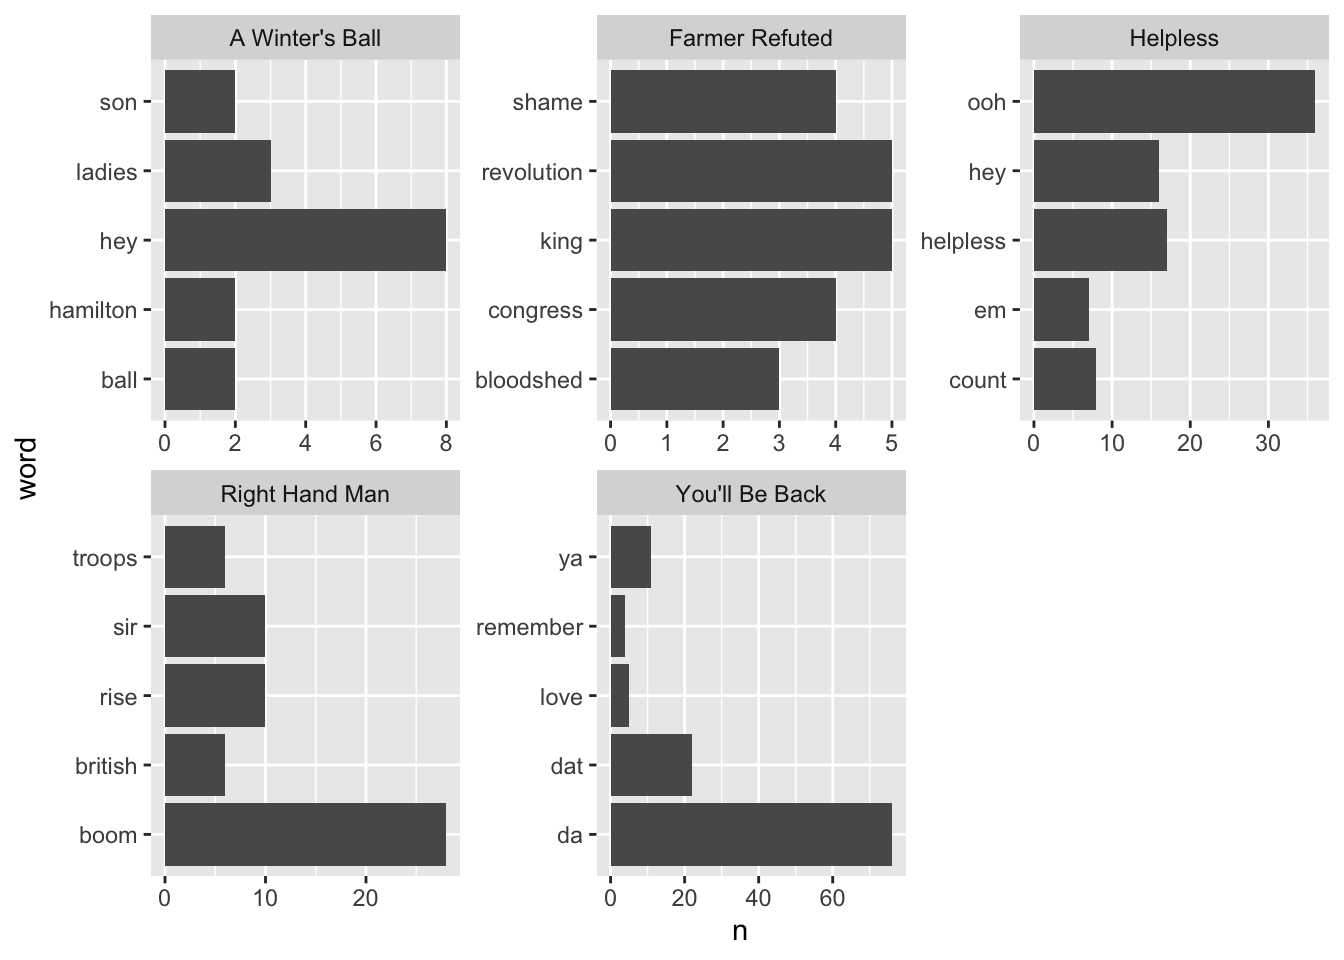 A Winter's Ball
son
ladies
hey
hamilton
ball
0 2 4 6 8
Farmer Refuted
shame
revolution
king
congress
bloodshed
0 1 2 3 4 5
Helpless
ooh
hey
helpless
em
count
0 10 20 30
word
Right Hand Man
troops
sir
rise
british
boom
0 10 20
You'll Be Back
ya
remember
love
dat
da
0 20 40 60
n